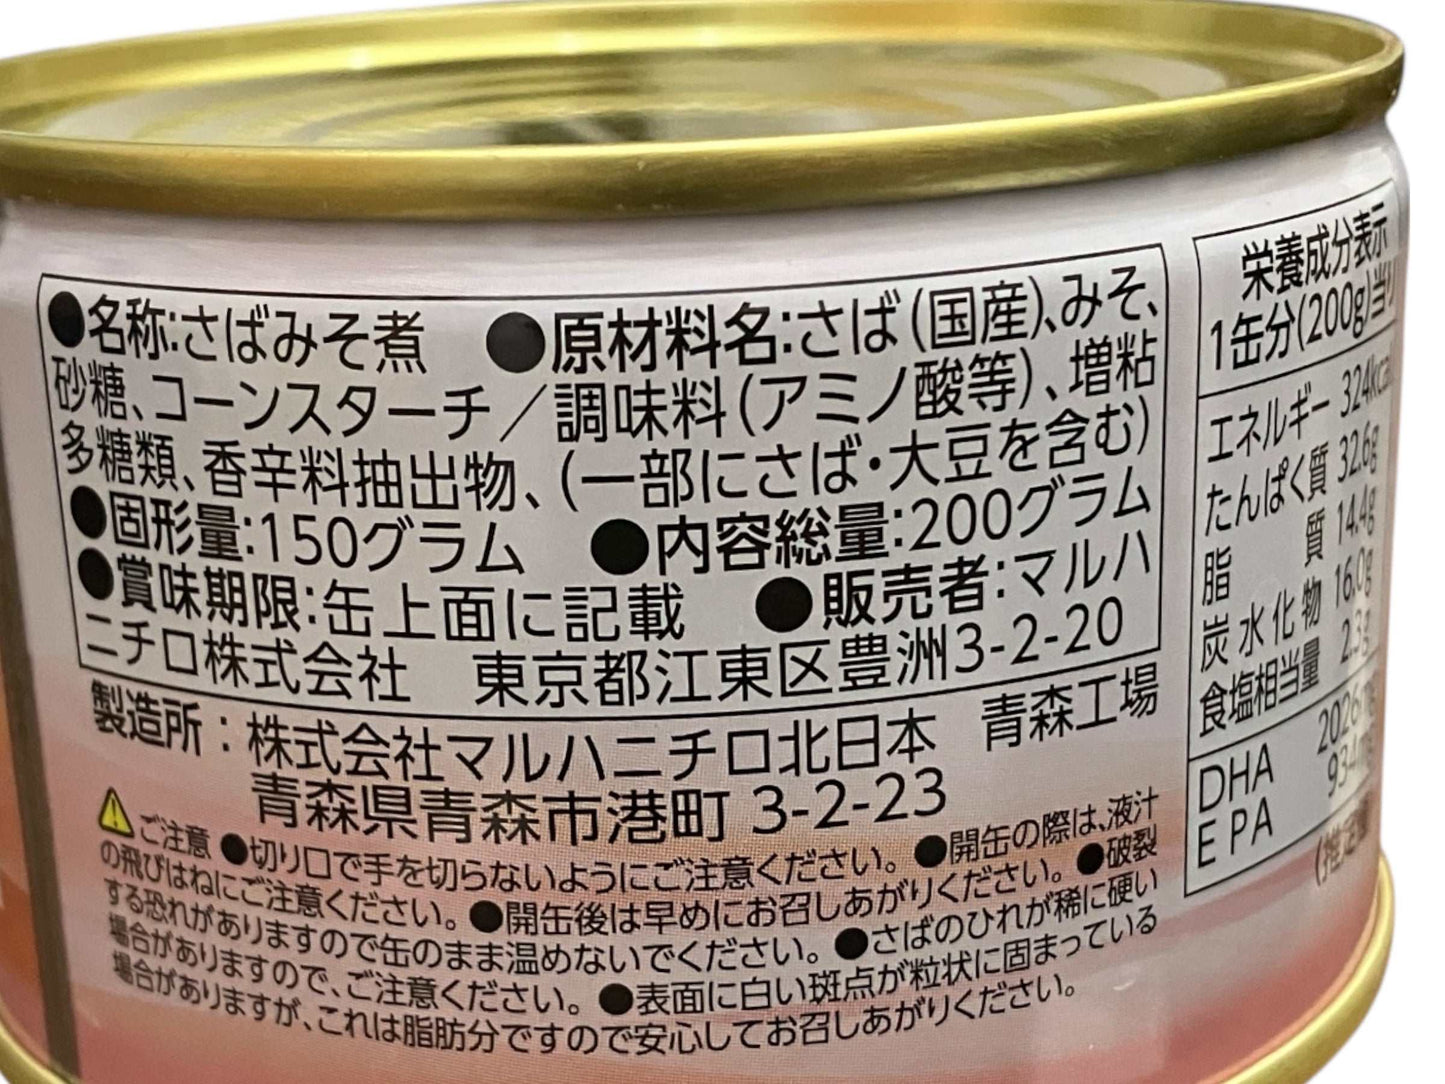 ●名称:さばみそ煮 ●原材料名:さば(国産)、みそ、
砂糖、コーンスターチ／調味料(アミノ酸等)、増粘
多糖類、香辛料抽出物、(一部にさば・大豆を含む)
●固形量:150グラム ●内容総量:200グラム
●賞味期限:缶上面に記載 ●販売者:マルハ
ニチロ株式会社 東京都江東区豊洲3-2-20
製造所:株式会社マルハニチロ北日本 青森工場
青森県青森市港町 3-2-23
ご注意 ●切り口で手を切らないようにご注意ください。●開缶の際は、液汁
の飛びはねにご注意ください。●開缶後は早めにお召しあがりください。●破裂
する恐れがありますので缶のまま温めないでください。●さばのひれが稀に硬い
場合がありますので、ご注意ください。●表面に白い斑点が粒状に固まっている
場合がありますが、これは脂肪分ですので安心してお召しあがりください。
栄養成分表示
1缶分(200g)当り
エネルギー 324kcal
たんぱく質 32.6g
脂質 14.4g
炭水化物 16.0g
食塩相当量 2.3g
DHA 2026mg
EPA 934mg
(推定値